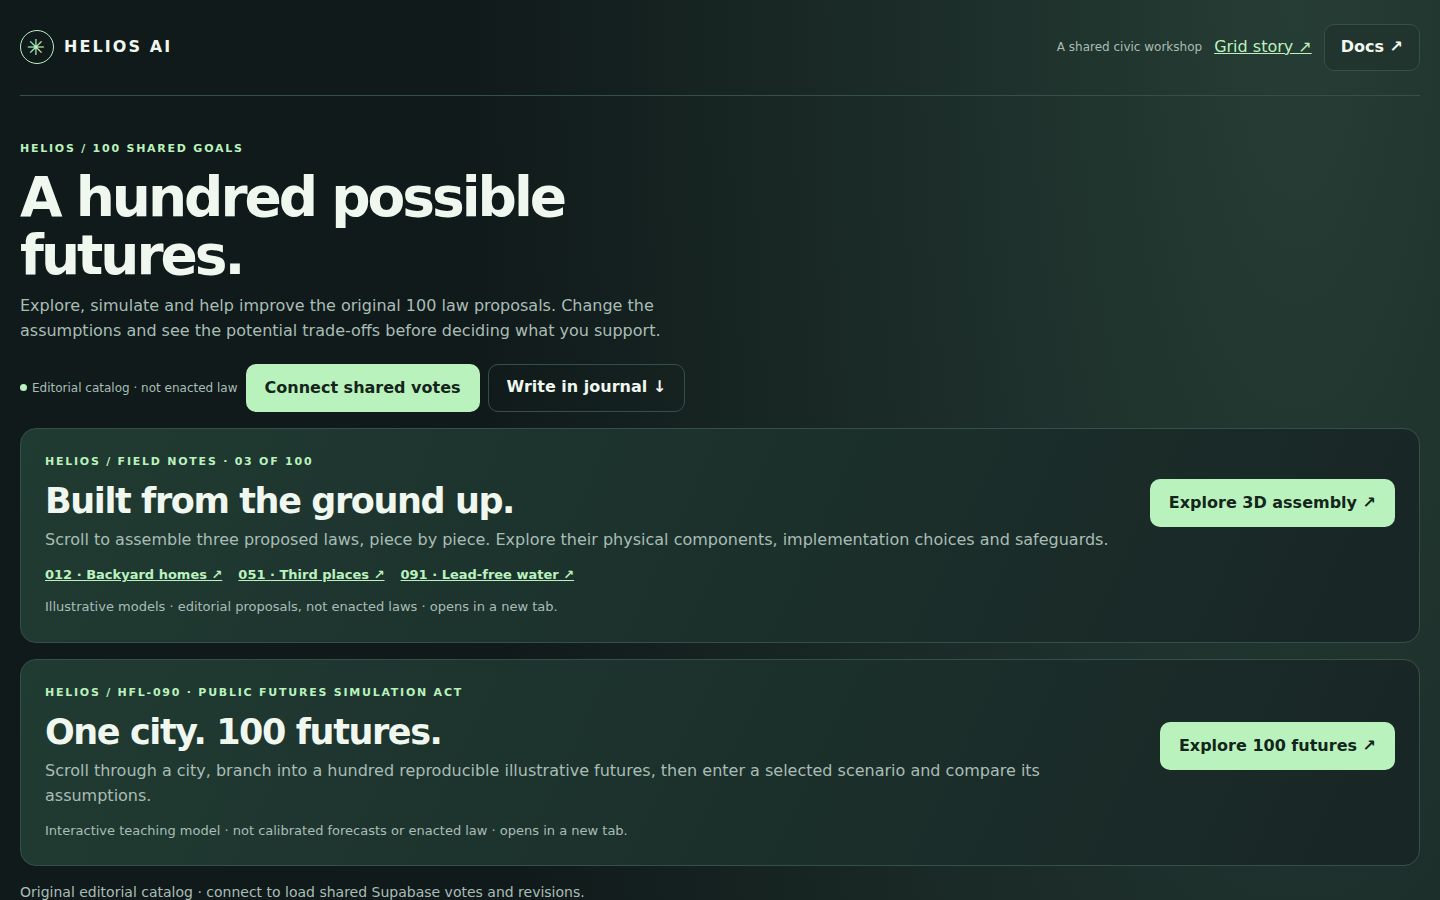 HELIOS AI
A shared civic workshop
Grid story ↗
Docs ↗
HELIOS / 100 SHARED GOALS
A hundred possible
futures.
Explore, simulate and help improve the original 100 law proposals. Change the
assumptions and see the potential trade-offs before deciding what you support.
Editorial catalog · not enacted law
Connect shared votes
Write in journal ↓
HELIOS / FIELD NOTES · 03 OF 100
Built from the ground up.
Explore 3D assembly ↗
Scroll to assemble three proposed laws, piece by piece. Explore their physical components, implementation choices and safeguards.
012 · Backyard homes ↗ 051 · Third places ↗ 091 · Lead-free water ↗
Illustrative models · editorial proposals, not enacted laws · opens in a new tab.
HELIOS / HFL-090 · PUBLIC FUTURES SIMULATION ACT
One city. 100 futures.
Explore 100 futures ↗
Scroll through a city, branch into a hundred reproducible illustrative futures, then enter a selected scenario and compare its
assumptions.
Interactive teaching model · not calibrated forecasts or enacted law · opens in a new tab.
Original editorial catalog · connect to load shared Supabase votes and revisions.